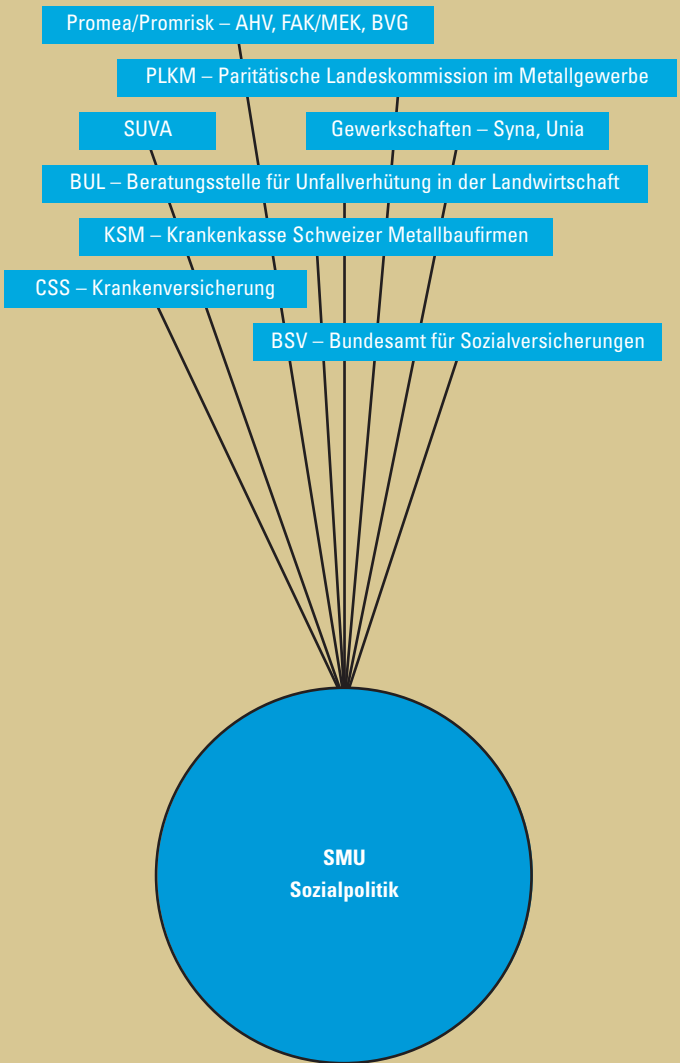 Promea/Promrisk – AHV, FAK/MEK, BVG
PLKM – Paritätische Landeskommission im Metallgewerbe
SUVA
Gewerkschaften – Syna, Unia
BUL – Beratungsstelle für Unfallverhütung in der Landwirtschaft
KSM – Krankenkasse Schweizer Metallbaufirmen
CSS – Krankenversicherung
BSV – Bundesamt für Sozialversicherungen
SMU
Sozialpolitik